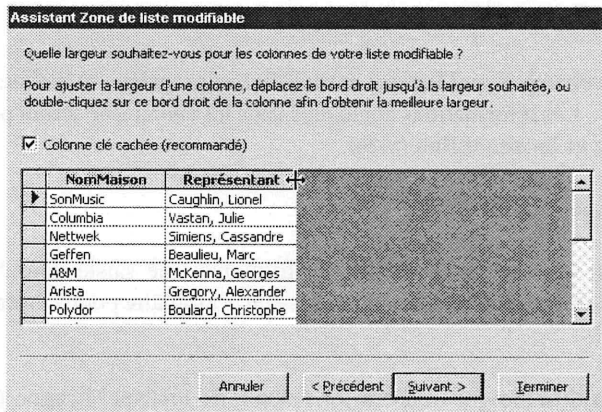 Assistant Zone de liste modifiable
Quelle largeur souhaitez-vous pour les colonnes de votre liste modifiable ?
Pour ajuster la largeur d'une colonne, déplacez le bord droit jusqu'à la largeur souhaitée, ou
double-cliquez sur ce bord droit de la colonne afin d'obtenir la meilleure largeur.
Colonne clé cachée (recommandé)
NomMaison Représentant
SonMusic Caughlin, Lionel
Columbia Vastan, Julie
Nettwek Simiens, Cassandre
Geffen Beaulieu, Marc
A&M McKenna, Georges
Arista Gregory, Alexander
Polydor Boulard, Christophe
Annuler < Précédent Suivant > Terminer